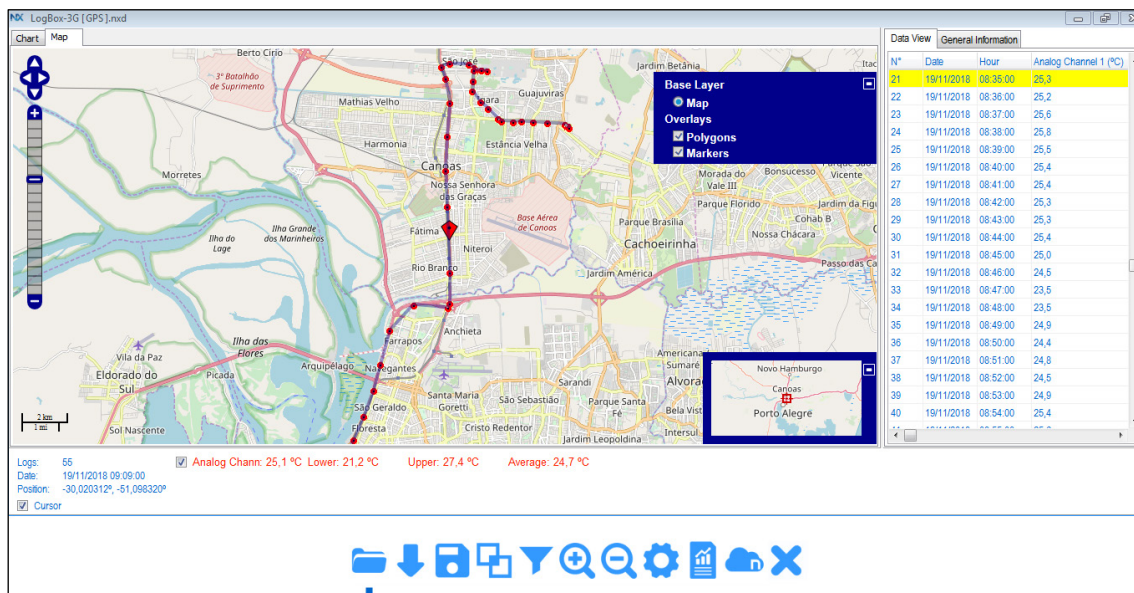 LogBox-3G [GPS].nxd
Chart Map
Berto Círio
São José
Jardim Betânia
3° Batalhão
de Suprimento
Mathias Velho
Igara
Guajuviras
Harmonia
Estância Velha
Canoas
Morretes
Nossa Senhora
das Graças
Morada do
Vale III
Bonsucesso
São
Vicente
Parque Florido
Jardim da Figu
Ilha Grande
dos Marinheiros
Ilha do
Lage
Fátima
Base Aérea
de Canoas
Parque Brasília
Cohab B
Nossa Chácara
Niteroi
Cachoeirinha
Rio Branco
Jardim América
Passo das Ca
Anchieta
Farrapos
Ilha das
Flores
Vila da Paz
Eldorado do
Sul
Picada
Arquipélago
Navegantes
Americana
Sumaré
Alvorada
Sarandi
Santa Maria
Goretti
São Sebastião
Parque Santa
Fé
Bela Vist
São Geraldo
Floresta
Cristo Redentor
Jardim Leopoldina
Intersul
Sol Nascente
2 km
1 mi
Base Layer
Map
Overlays
Polygons
Markers
Novo Hamburgo
Canoas
Porto Alegre
Data View General Information
N° Date Hour Analog Channel 1 (ºC)
21 19/11/2018 08:35:00 25,3
22 19/11/2018 08:36:00 25,2
23 19/11/2018 08:37:00 25,6
24 19/11/2018 08:38:00 25,8
25 19/11/2018 08:39:00 25,5
26 19/11/2018 08:40:00 25,4
27 19/11/2018 08:41:00 25,4
28 19/11/2018 08:42:00 25,3
29 19/11/2018 08:43:00 25,3
30 19/11/2018 08:44:00 25,4
31 19/11/2018 08:45:00 25,0
32 19/11/2018 08:46:00 24,5
33 19/11/2018 08:47:00 23,5
34 19/11/2018 08:48:00 23,5
35 19/11/2018 08:49:00 24,9
36 19/11/2018 08:50:00 24,4
37 19/11/2018 08:51:00 24,8
38 19/11/2018 08:52:00 24,5
39 19/11/2018 08:53:00 24,9
40 19/11/2018 08:54:00 25,4
Logs: 55
Analog Chann: 25,1 ºC Lower: 21,2 ºC Upper: 27,4 ºC Average: 24,7 ºC
Date: 19/11/2018 09:09:00
Position: -30,020312º, -51,098320º
Cursor